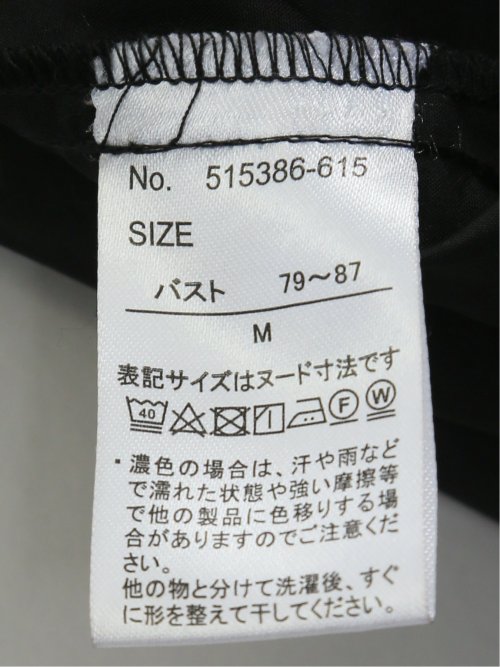 No. 515386-615
SIZE
バスト 79～87
M
表記サイズはヌード寸法です
40 F W
・濃色の場合は、汗や雨など
で濡れた状態や強い摩擦等
で他の製品に色移りする場
合がありますのでご注意くだ
さい。
他の物と分けて洗濯後、すぐ
に形を整えて干してください。